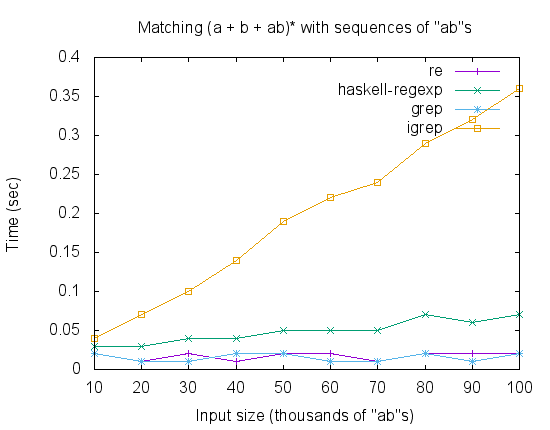 Matching (a + b + ab)* with sequences of "ab"s
0.4
0.35
0.3
0.25
0.2
0.15
0.1
0.05
0
Time (sec)
re
haskell-regexp
grep
igrep
10 20 30 40 50 60 70 80 90 100
Input size (thousands of "ab"s)